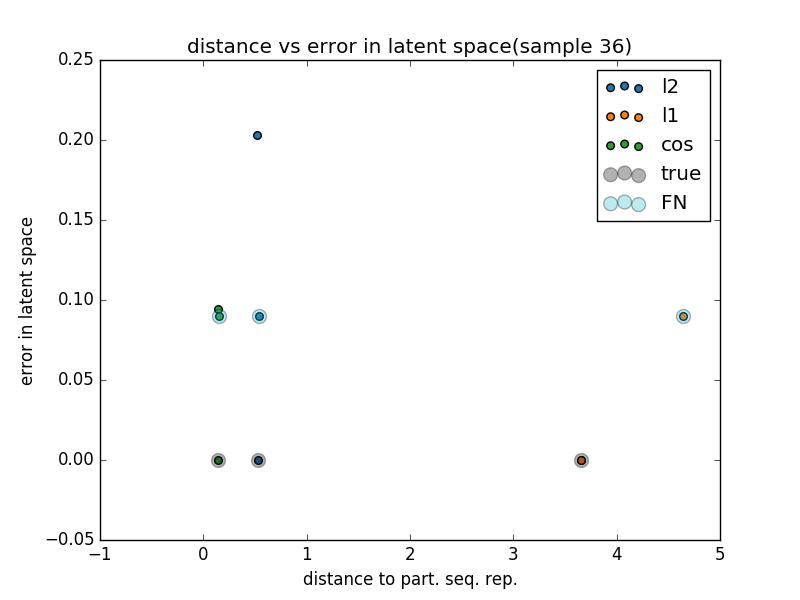 distance vs error in latent space(sample 36)
0.25
0.20
0.15
0.10
0.05
0.00
−0.05
error in latent space
l2
l1
cos
true
FN
−1 0 1 2 3 4 5
distance to part. seq. rep.